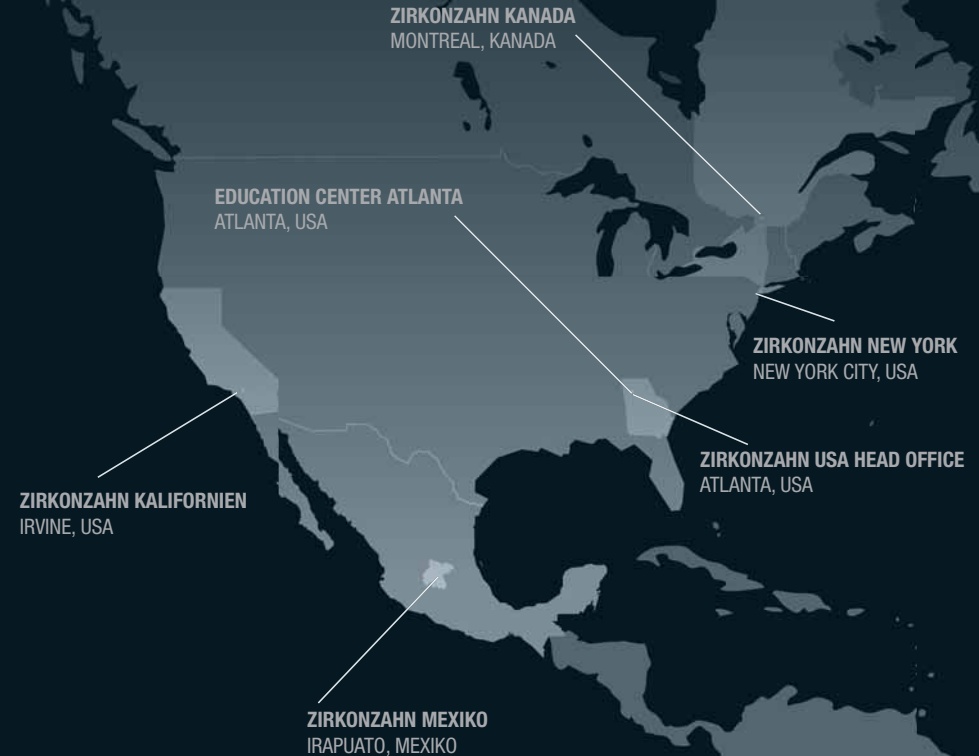 ZIRKONZAHN KANADA
MONTREAL, KANADA
EDUCATION CENTER ATLANTA
ATLANTA, USA
ZIRKONZAHN NEW YORK
NEW YORK CITY, USA
ZIRKONZAHN USA HEAD OFFICE
ATLANTA, USA
ZIRKONZAHN KALIFORNIEN
IRVINE, USA
ZIRKONZAHN MEXIKO
IRAPUATO, MEXIKO